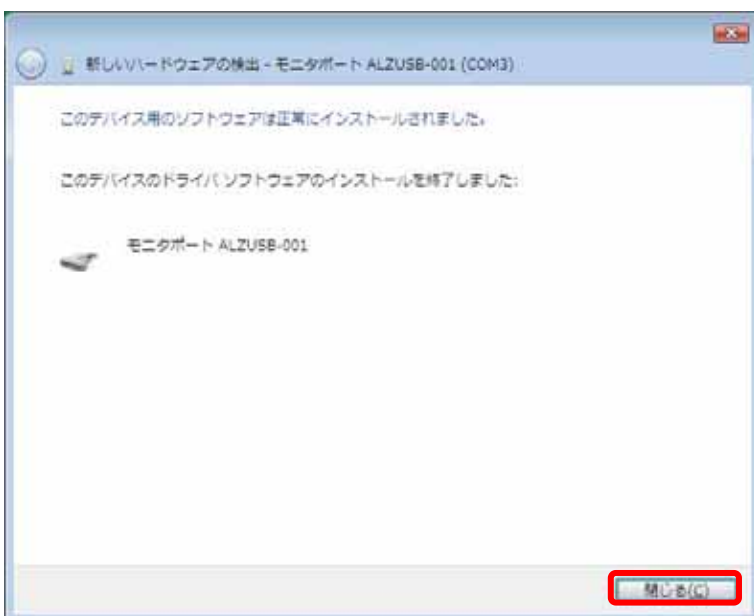 新しいハードウェアの検出 - モニタポート ALZUSB-001 (COM3)
このデバイス用のソフトウェアは正常にインストールされました。
このデバイスのドライバ ソフトウェアのインストールを終了しました:
モニタポート ALZUSB-001
閉じる(C)